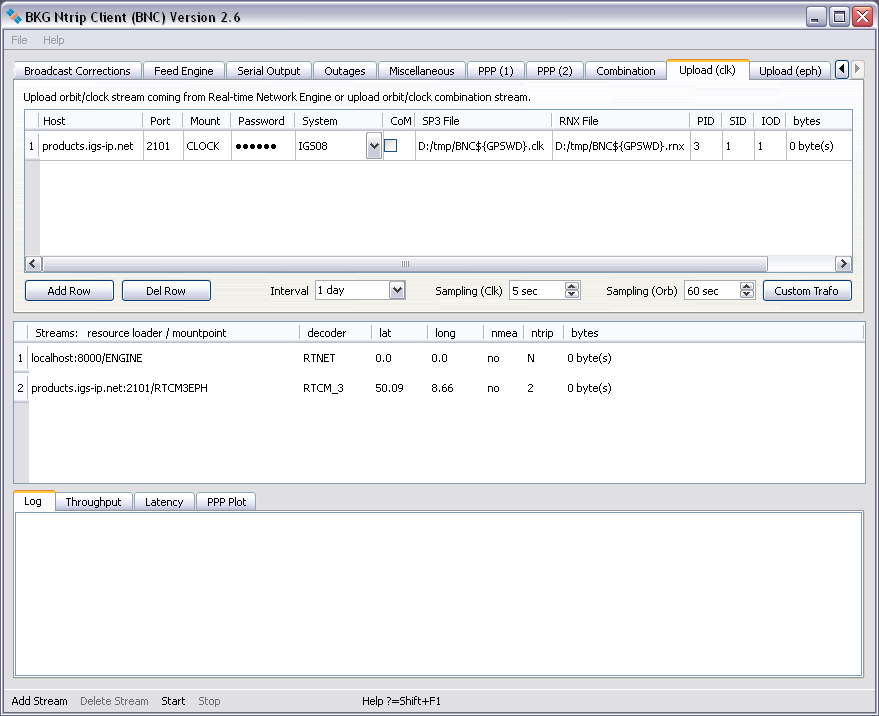 BKG Ntrip Client (BNC) Version 2.6
File Help
Broadcast Corrections Feed Engine Serial Output Outages Miscellaneous PPP (1) PPP (2) Combination Upload (clk) Upload (eph)
Upload orbit/clock stream coming from Real-time Network Engine or upload orbit/clock combination stream.
Host Port Mount Password System CoM SP3 File RNX File PID SID IOD bytes
1 products.igs-ip.net 2101 CLOCK ●●●●●● IGS08 D:/tmp/BNC${GPSWD}.clk D:/tmp/BNC${GPSWD}.rnx 3 1 1 0 byte(s)
Add Row Del Row Interval 1 day Sampling (Clk) 5 sec Sampling (Orb) 60 sec Custom Trafo
Streams: resource loader / mountpoint decoder lat long nmea ntrip bytes
1 localhost:8000/ENGINE RTNET 0.0 0.0 no N 0 byte(s)
2 products.igs-ip.net:2101/RTCM3EPH RTCM_3 50.09 8.66 no 2 0 byte(s)
Log Throughput Latency PPP Plot
Add Stream Delete Stream Start Stop Help ?=Shift+F1